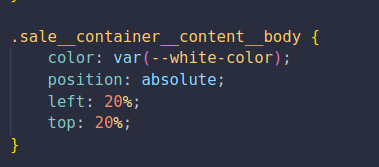 }
.sale__container__content__body {
color: var(--white-color);
position: absolute;
left: 20%;
top: 20%;
}